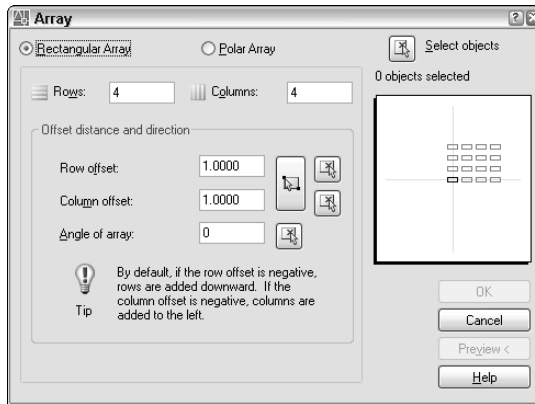 Array
Rectangular Array
Polar Array
Select objects
0 objects selected
Rows: 4
Columns: 4
Offset distance and direction
Row offset: 1.0000
Column offset: 1.0000
Angle of array: 0
Tip
By default, if the row offset is negative,
rows are added downward. If the
column offset is negative, columns are
added to the left.
OK
Cancel
Preview <
Help